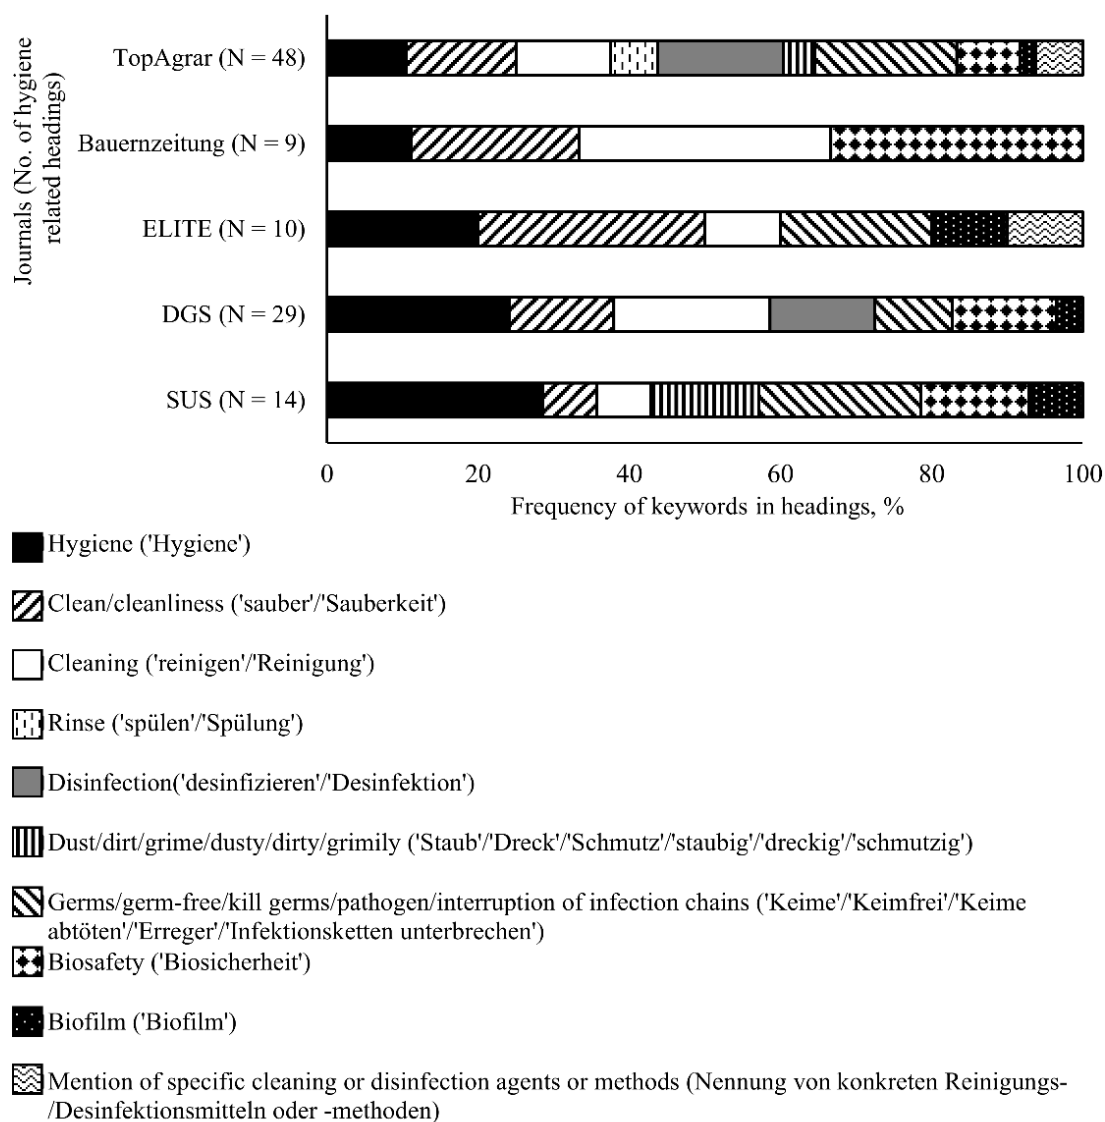 Journals (No. of hygiene
related headings)
TopAgrar (N = 48)
Bauernzeitung (N = 9)
ELITE (N = 10)
DGS (N = 29)
SUS (N = 14)
0 20 40 60 80 100
Frequency of keywords in headings, %
Hygiene ('Hygiene')
Clean/cleanliness ('sauber'/'Sauberkeit')
Cleaning ('reinigen'/'Reinigung')
Rinse ('spülen'/'Spülung')
Disinfection('desinfizieren'/'Desinfektion')
Dust/dirt/grime/dusty/dirty/grimily ('Staub'/'Dreck'/'Schmutz'/'staubig'/'dreckig'/'schmutzig')
Germs/germ-free/kill germs/pathogen/interruption of infection chains ('Keime'/'Keimfrei'/'Keime
abtöten'/'Erreger'/'Infektionsketten unterbrechen')
Biosafety ('Biosicherheit')
Biofilm ('Biofilm')
Mention of specific cleaning or disinfection agents or methods (Nennung von konkreten Reinigungs-
/Desinfektionsmitteln oder -methoden)